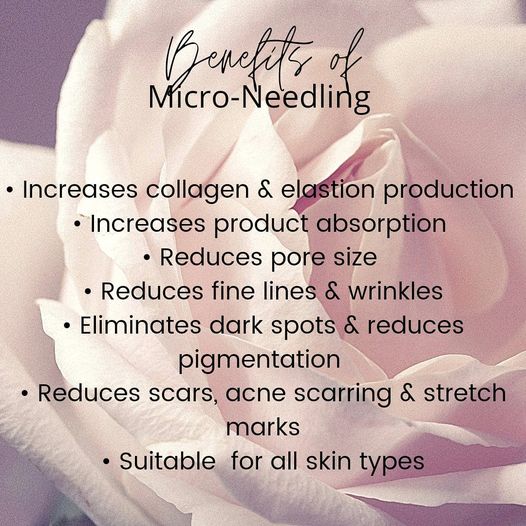 Benefits of
Micro-Needling
• Increases collagen & elastion production
• Increases product absorption
• Reduces pore size
• Reduces fine lines & wrinkles
• Eliminates dark spots & reduces
pigmentation
• Reduces scars, acne scarring & stretch
marks
• Suitable  for all skin types